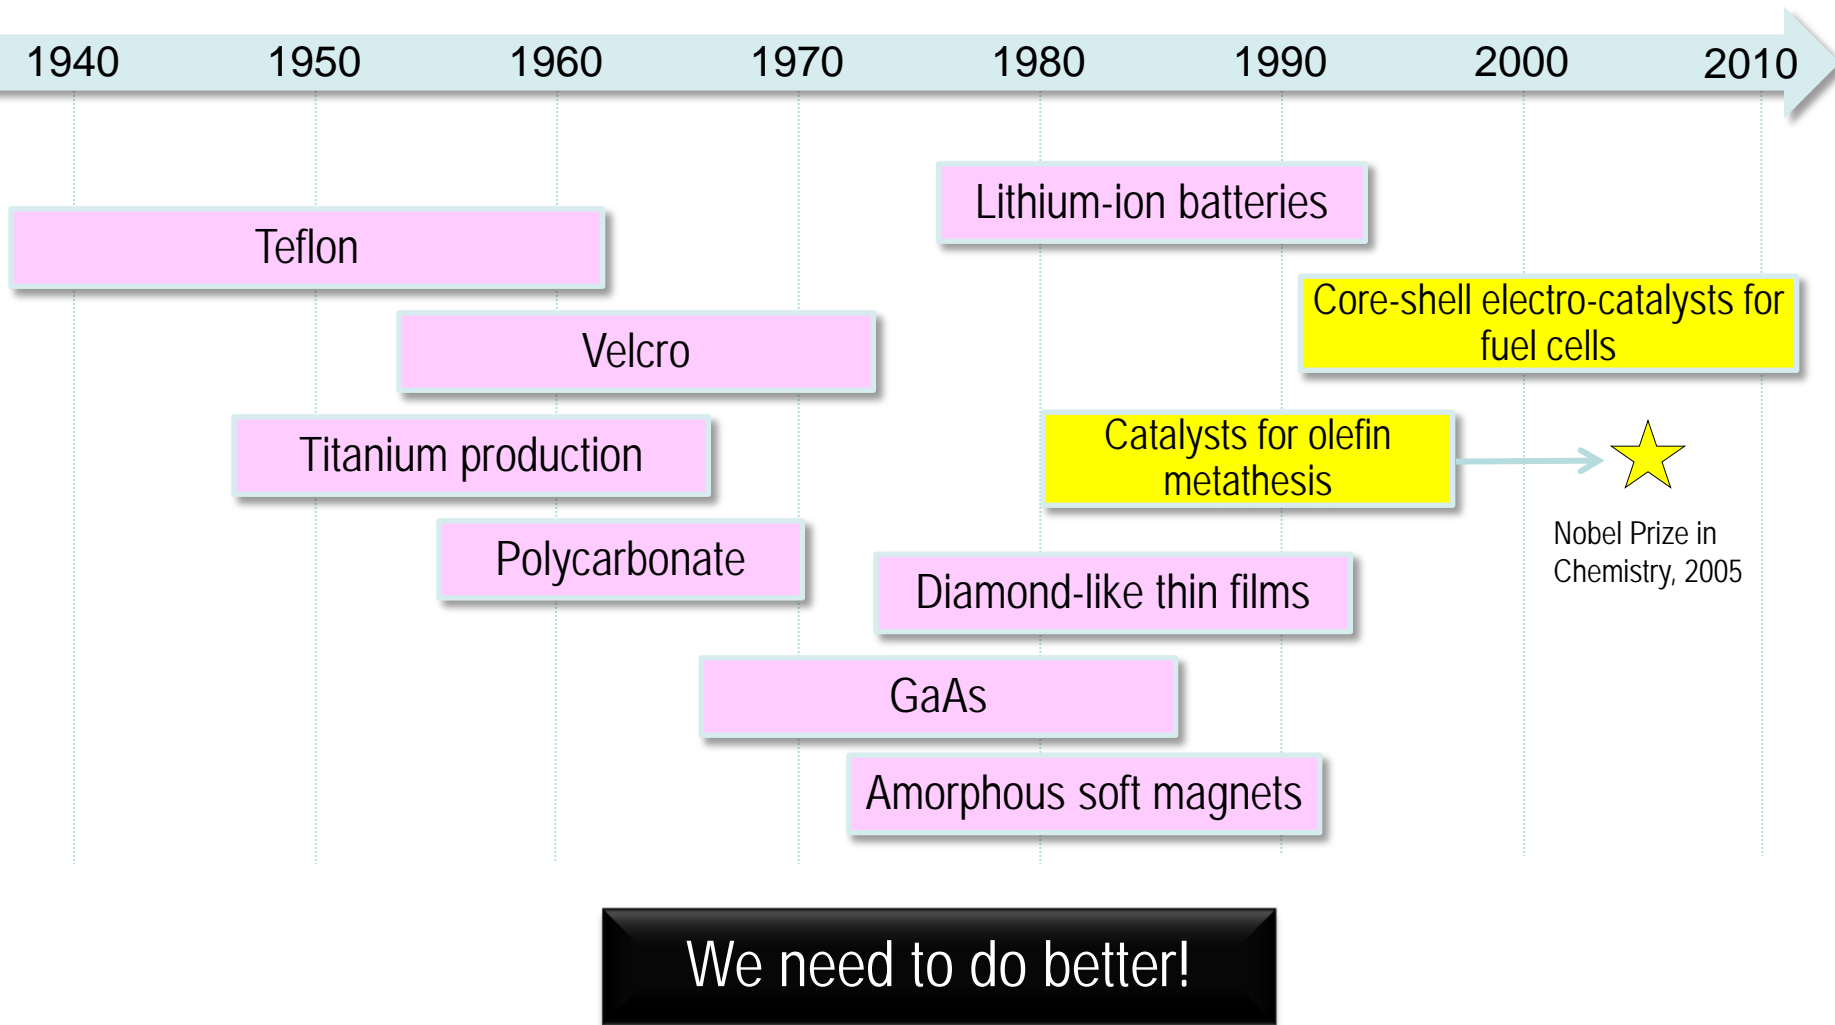 1940 1950 1960 1970 1980 1990 2000 2010
Lithium-ion batteries
Teflon
Core-shell electro-catalysts for
fuel cells
Velcro
Catalysts for olefin
metathesis
Titanium production
Nobel Prize in
Chemistry, 2005
Polycarbonate
Diamond-like thin films
GaAs
Amorphous soft magnets
We need to do better!